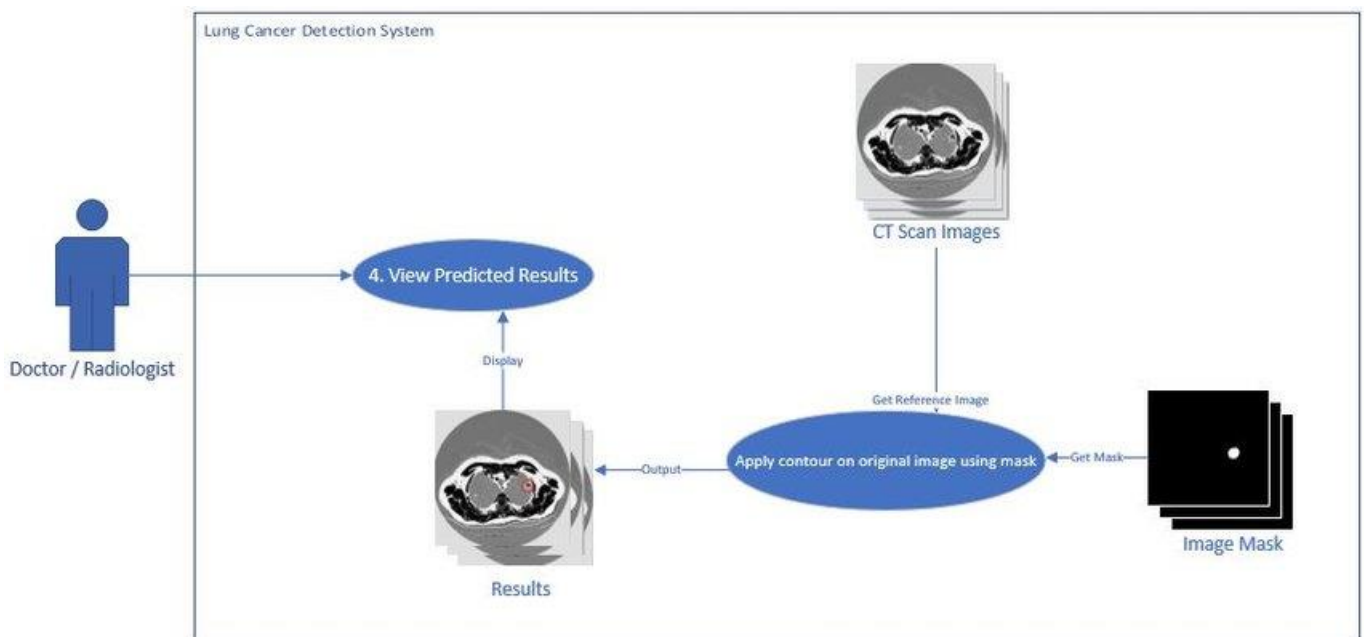 Lung Cancer Detection System
CT Scan Images
4. View Predicted Results
Doctor / Radiologist
Display
Get Reference Image
Apply contour on original image using mask
Get Mask
Output
Image Mask
Results